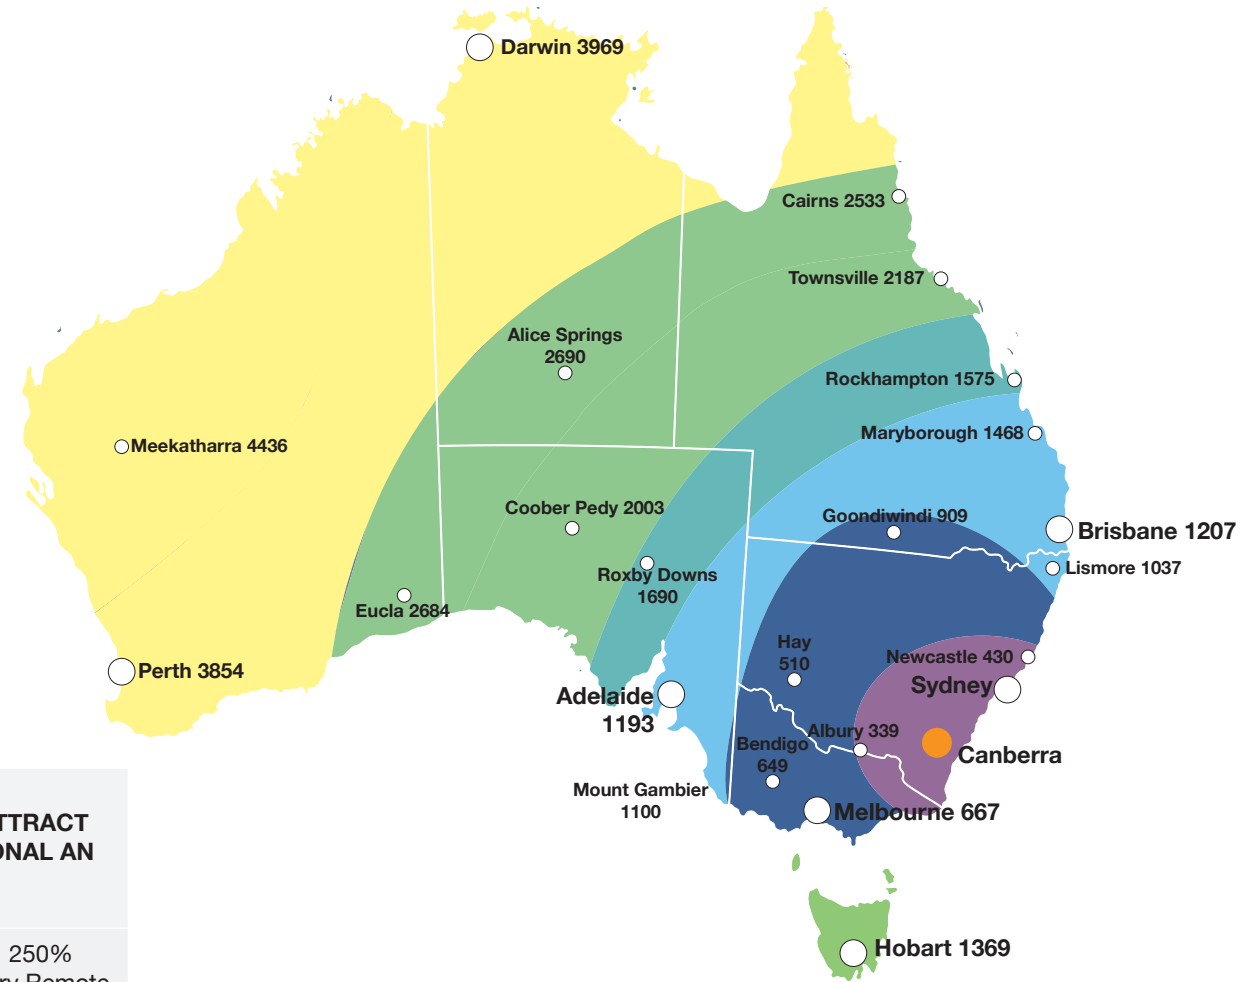 Darwin 3969
Cairns 2533
Townsville 2187
Alice Springs
2690
Rockhampton 1575
Maryborough 1468
Meekatharra 4436
Coober Pedy 2003
Goondiwindi 909
Brisbane 1207
Lismore 1037
Roxby Downs
1690
Eucla 2684
Hay
510
Newcastle 430
Perth 3854
Sydney
Adelaide
1193
Albury 339
Bendigo
649
Canberra
Mount Gambier
1100
Melbourne 667
TTRACT
ONAL AN
250%
ry Remote
Hobart 1369